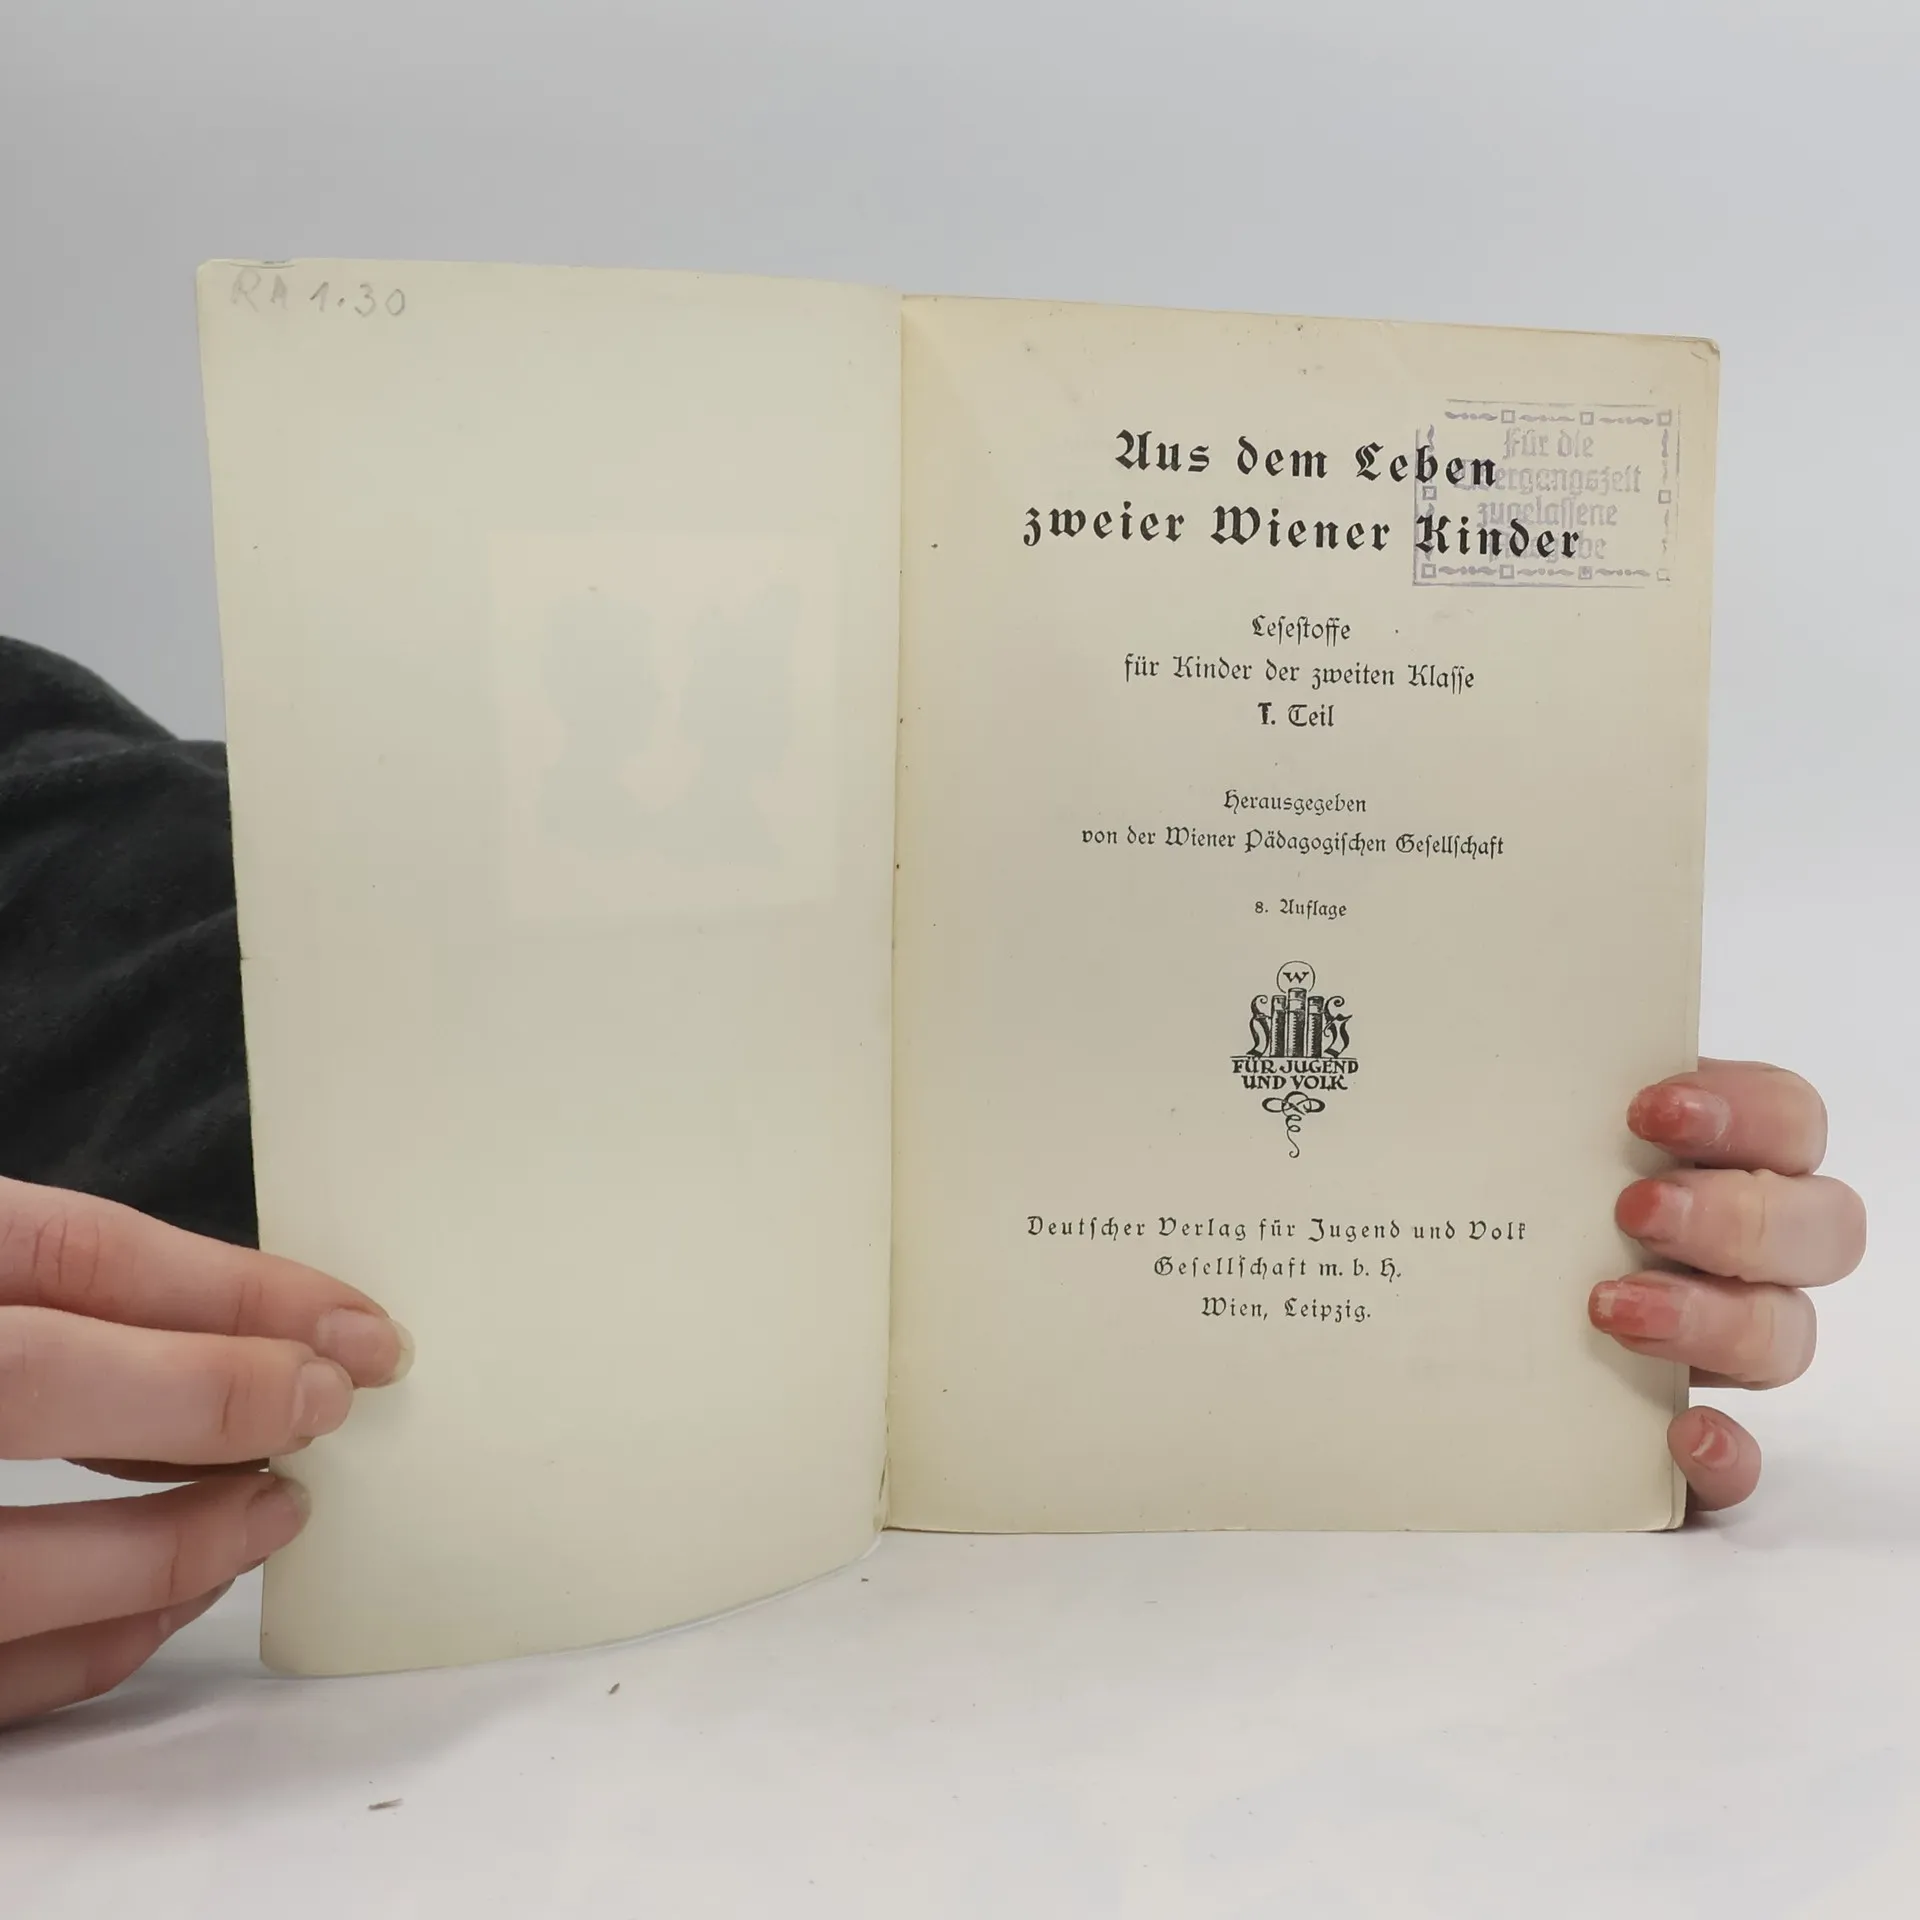 RM 1.30
Für die
Übergangszeit
zugelassene
Ausgabe
Aus dem Leben
zweier Wiener Kinder
Lesestoffe
für Kinder der zweiten Klasse
I. Teil
Herausgegeben
von der Wiener Pädagogischen Gesellschaft
8. Auflage
W
FÜR JUGEND
UND VOLK
Deutscher Verlag für Jugend und Volk
Gesellschaft m. b. H.
Wien, Leipzig.